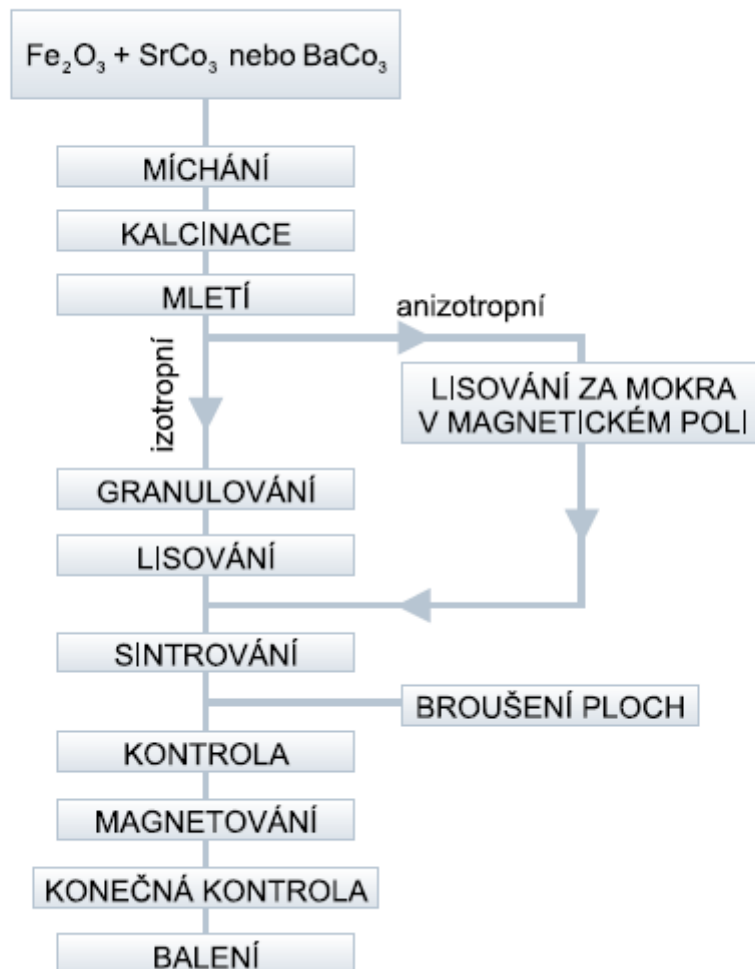 Fe₂O₃ + SrCo₃ nebo BaCo₃
MÍCHÁNÍ
KALCINACE
MLETÍ
anizotropní
izotropní
LISOVÁNÍ ZA MOKRA
V MAGNETICKÉM POLI
GRANULOVÁNÍ
LISOVÁNÍ
SINTROVÁNÍ
BROUŠENÍ PLOCH
KONTROLA
MAGNETOVÁNÍ
KONEČNÁ KONTROLA
BALENÍ